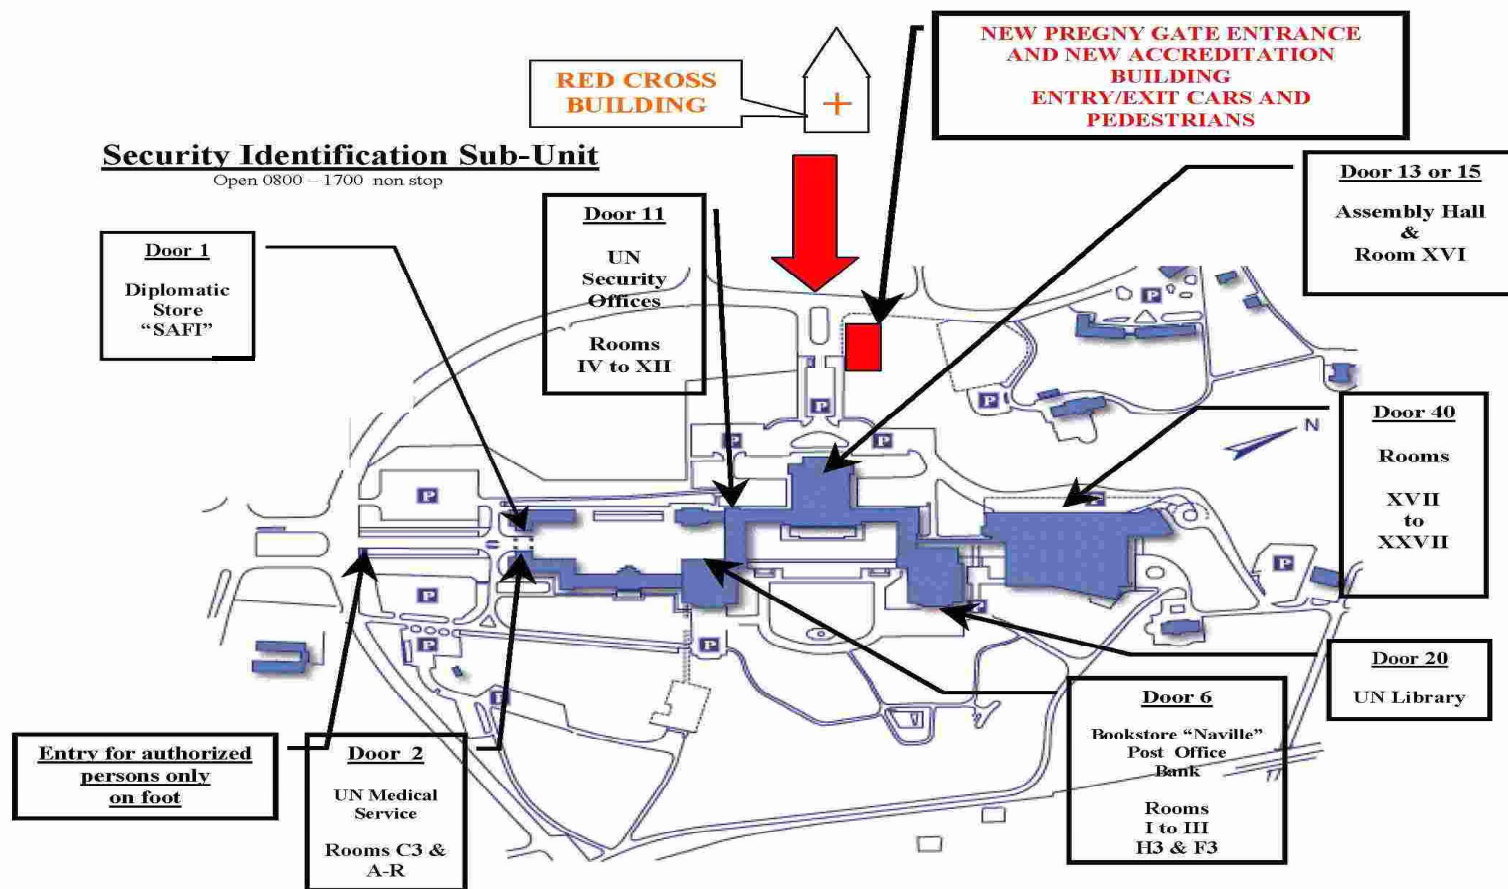 NEW PREGNY GATE ENTRANCE
AND NEW ACCREDITATION
BUILDING
ENTRY/EXIT CARS AND
PEDESTRIANS
RED CROSS
BUILDING
Security Identification Sub-Unit
Open 0800 – 1700 non stop
Door 13 or 15
Assembly Hall
&
Room XVI
Door 11
UN
Security
Offices
Rooms
IV to XII
Door 1
Diplomatic
Store
“SAFI”
P
P
P
P
P
N
Door 40
Rooms
XVII
to
XXVII
P
P
P
P
P
P
P
P
Door 20
UN Library
Door 6
Bookstore “Naville”
Post Office
Bank
Rooms
I to III
H3 & F3
Entry for authorized
persons only
on foot
Door 2
UN Medical
Service
Rooms C3 &
A-R